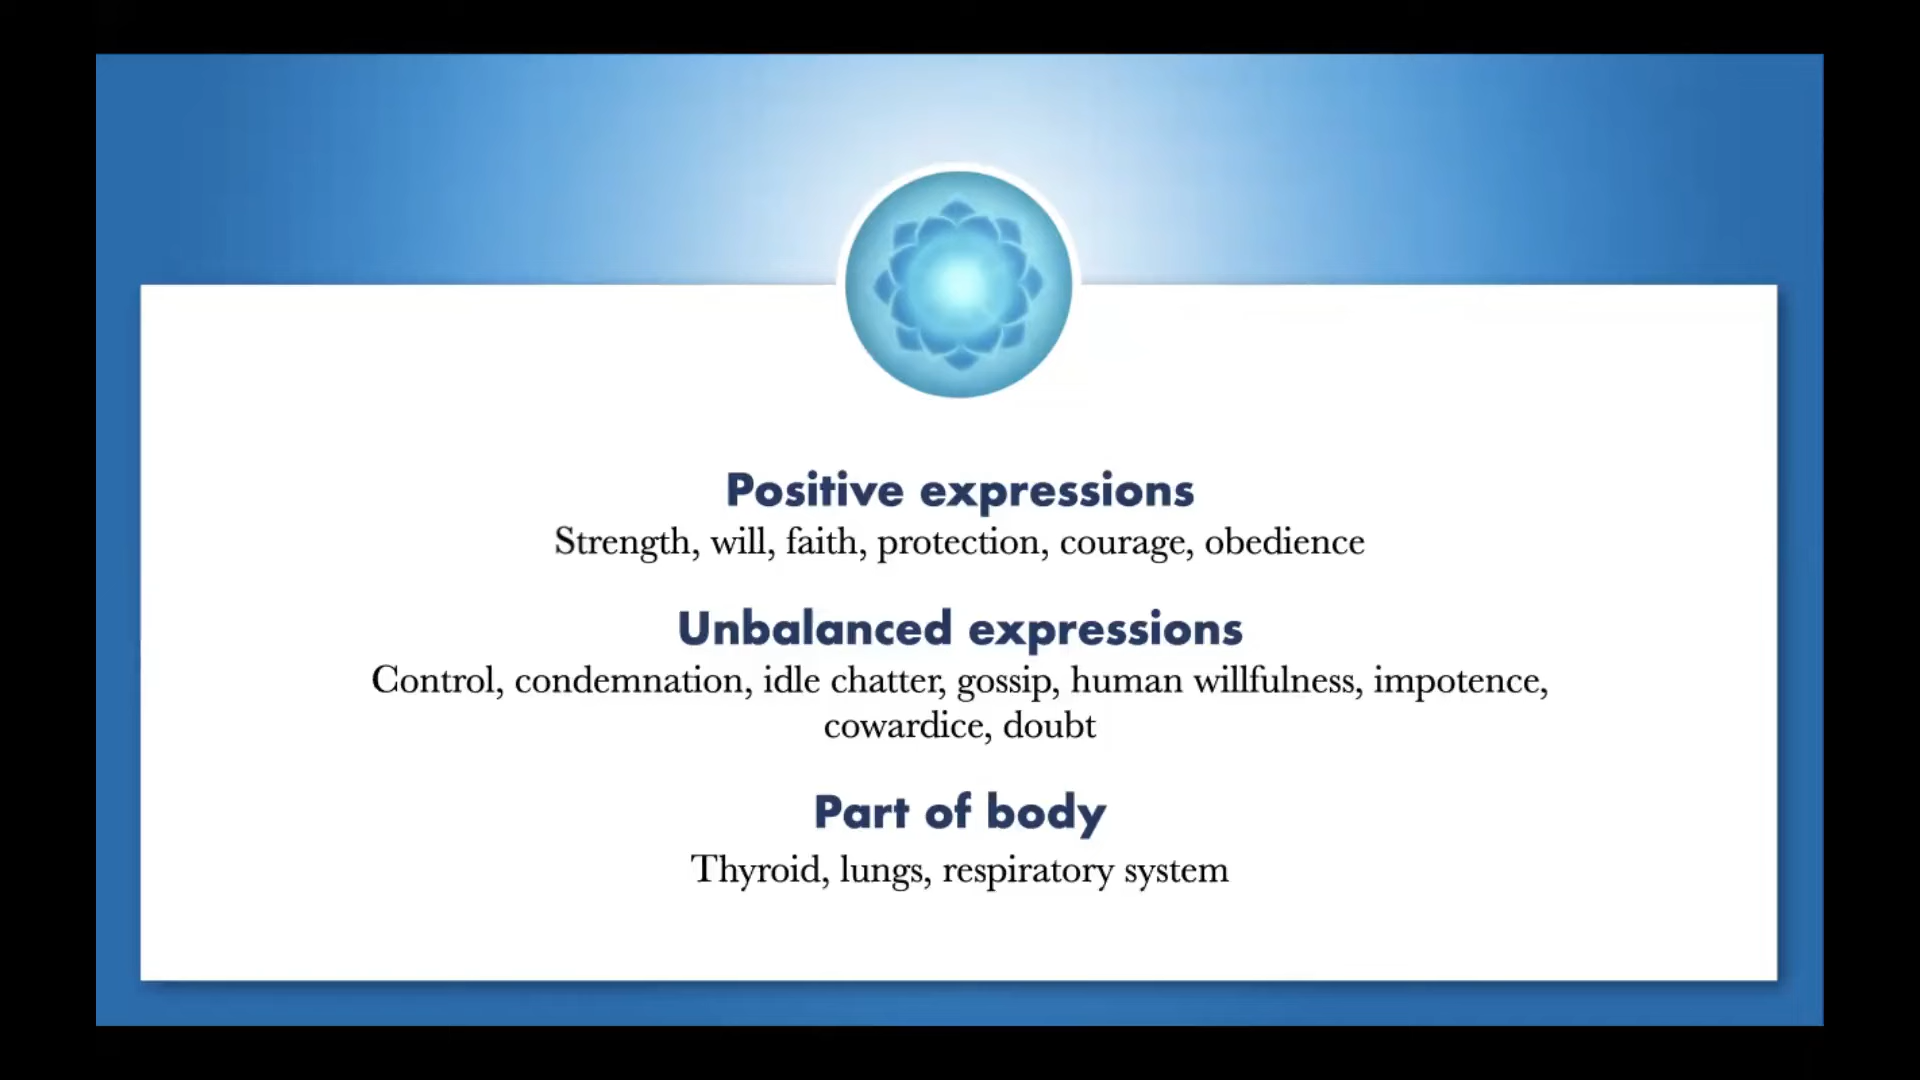 Positive expressions
Strength, will, faith, protection, courage, obedience
Unbalanced expressions
Control, condemnation, idle chatter, gossip, human willfulness, impotence,
cowardice, doubt
Part of body
Thyroid, lungs, respiratory system